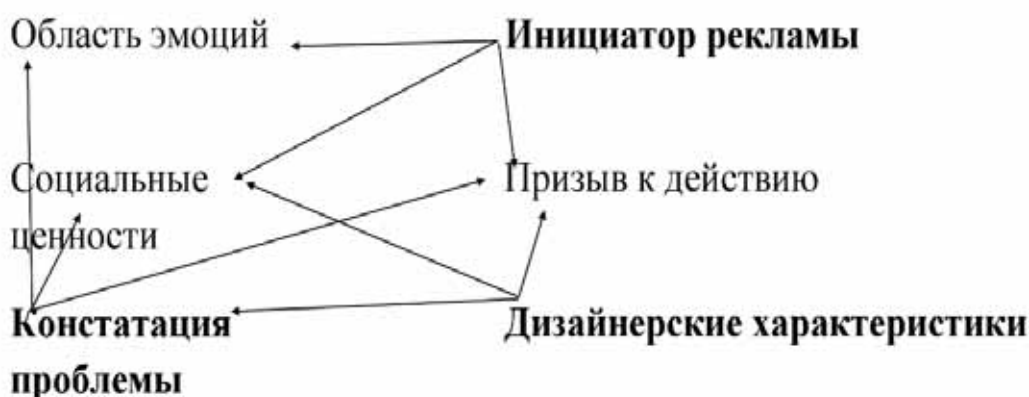 Область эмоций
Инициатор рекламы
Социальные
ценности
Призыв к действию
Констатация
проблемы
Дизайнерские характеристики